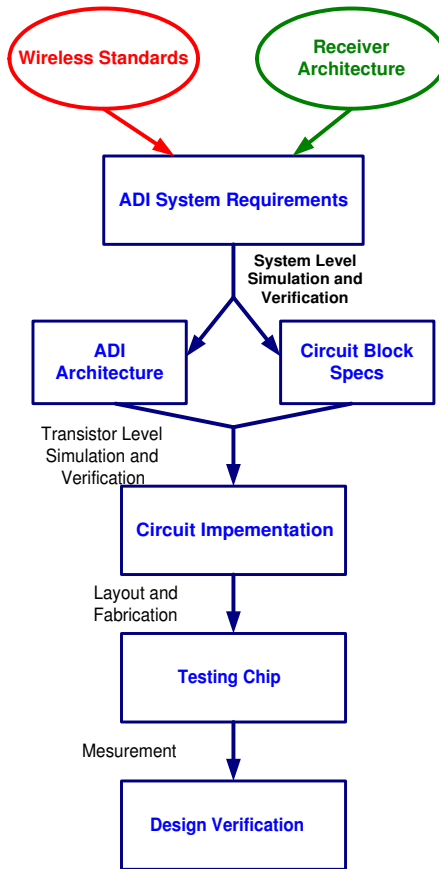 Wireless Standards
Receiver
Architecture
ADI System Requirements
System Level
Simulation and
Verification
ADI
Architecture
Circuit Block
Specs
Transistor Level
Simulation and
Verification
Circuit Impementation
Layout and
Fabrication
Testing Chip
Mesurement
Design Verification